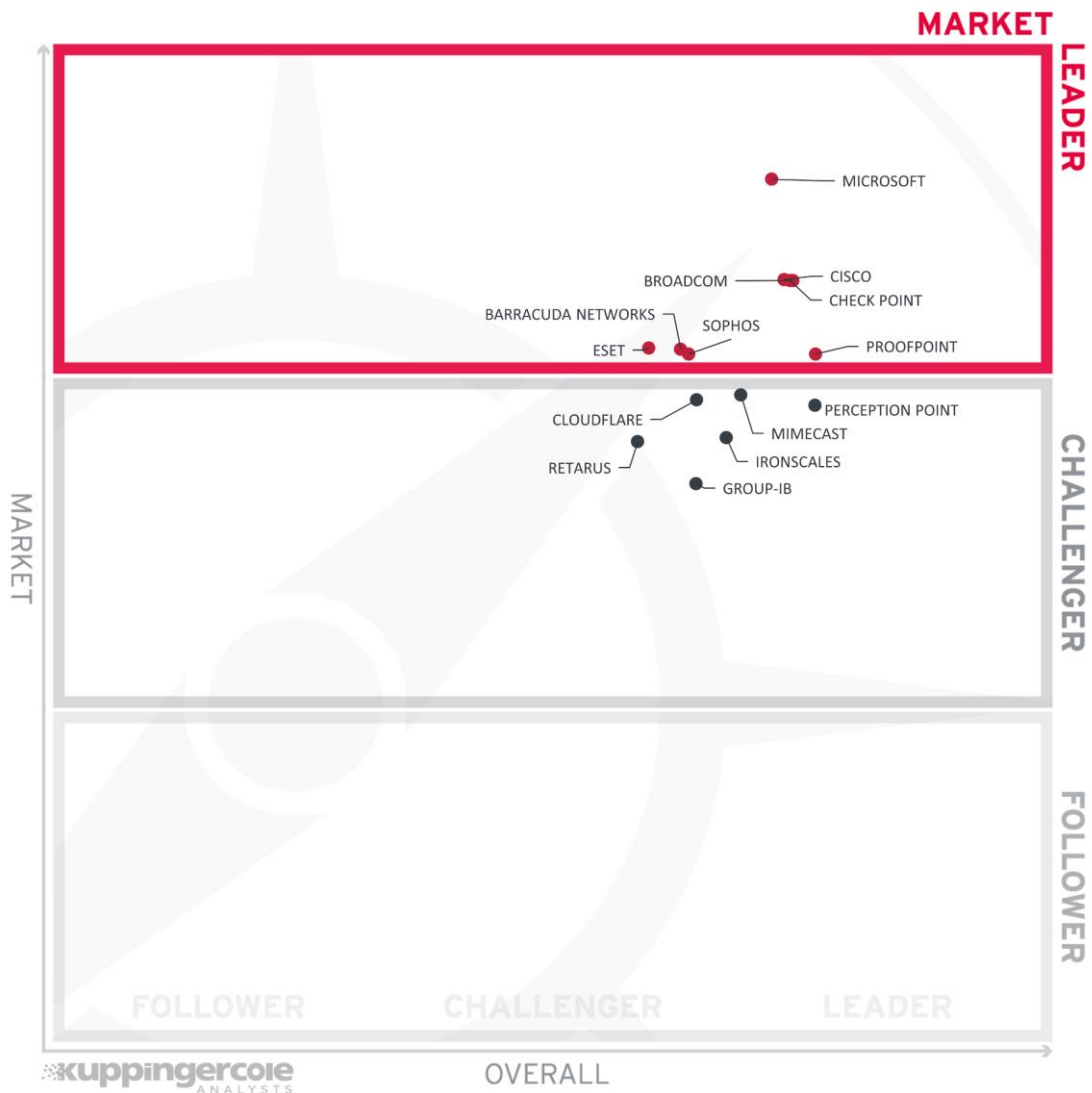 MARKET
LEADER
MICROSOFT
BROADCOM
CISCO
CHECK POINT
BARRACUDA NETWORKS
SOPHOS
ESET
PROOFPOINT
CLOUDFLARE
PERCEPTION POINT
MIMECAST
RETARUS
IRONSCALES
GROUP-IB
CHALLENGER
MARKET
FOLLOWER
FOLLOWER
CHALLENGER
LEADER
kuppingercole
ANALYSTS
OVERALL